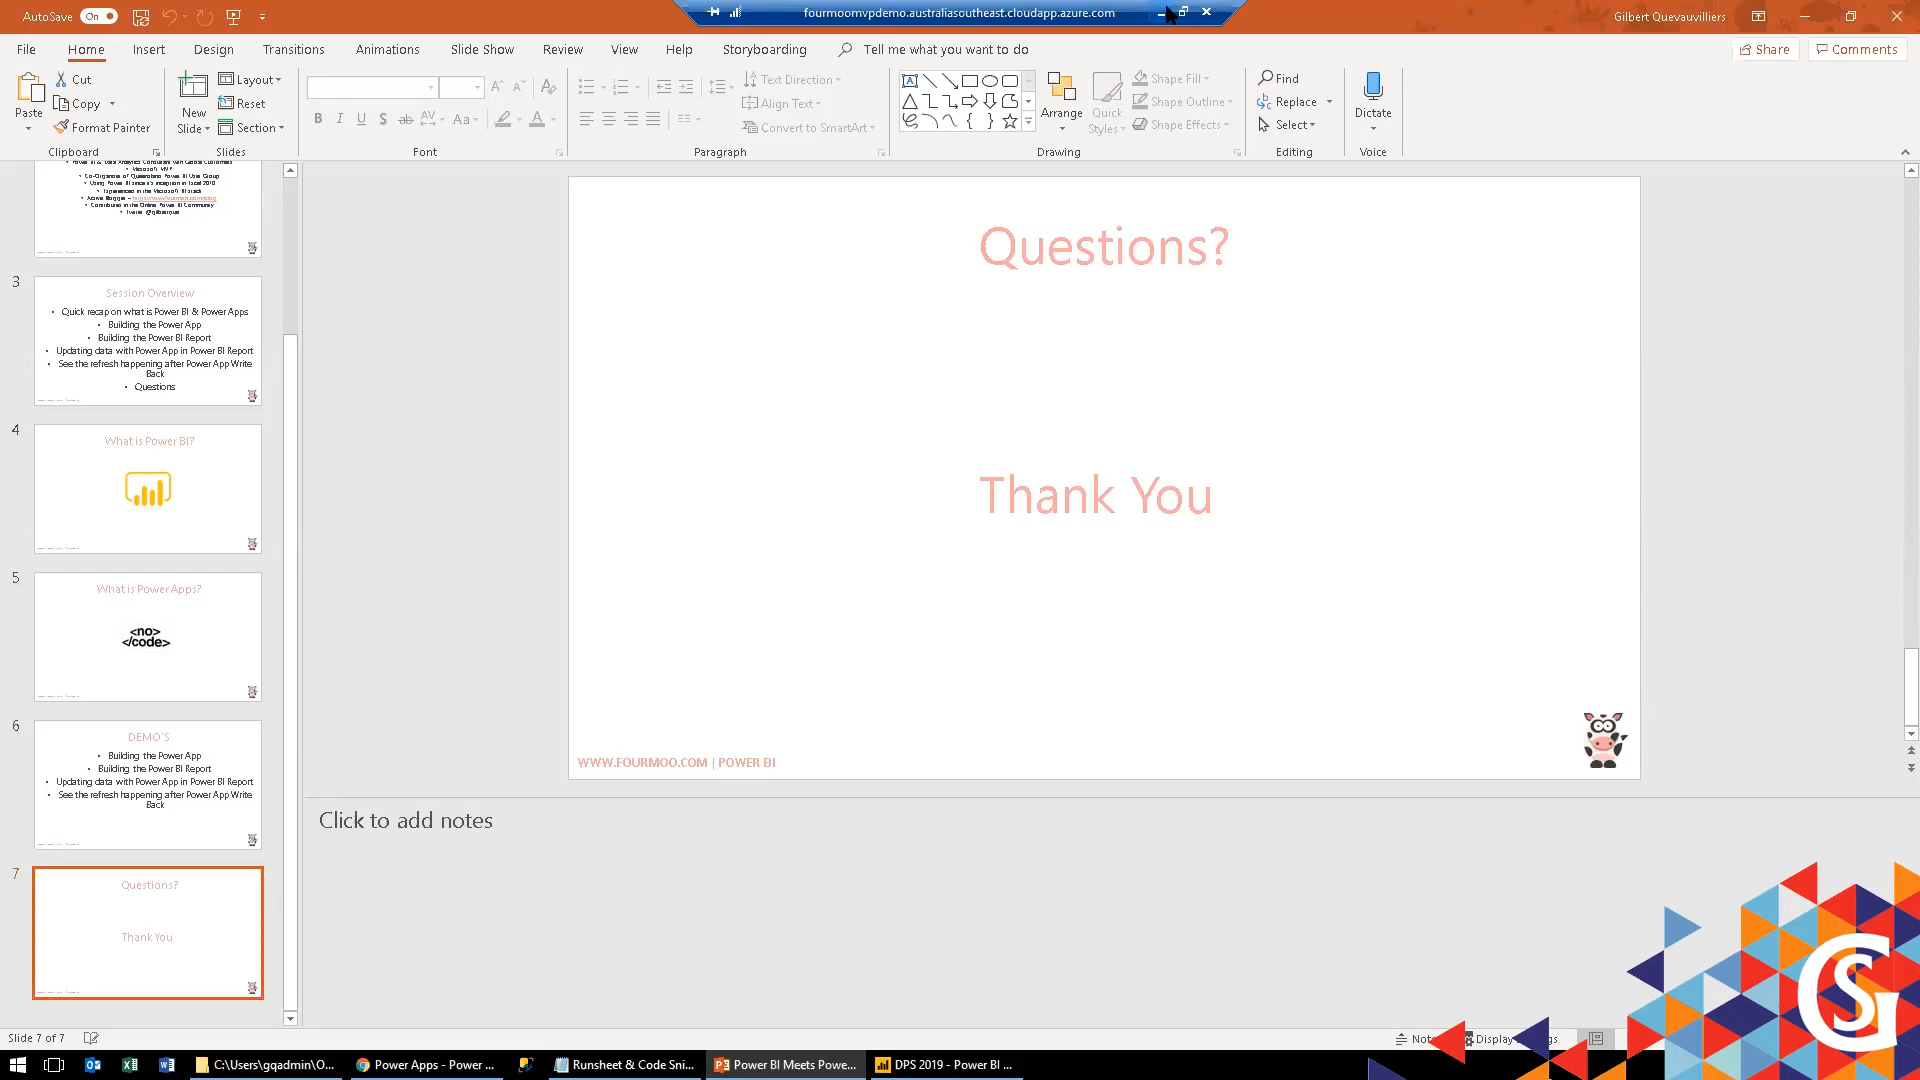 AutoSave On
fourmoomvpdemo.australiasoutheast.cloudapp.azure.com
Gilbert Quevauvilliers
File Home Insert Design Transitions Animations Slide Show Review View Help Storyboarding Tell me what you want to do
Share Comments
Paste
Cut
Copy
Format Painter
Clipboard
New Slide
Layout
Reset
Section
Slides
Font
Text Direction
Align Text
Convert to SmartArt
Paragraph
Arrange
Quick Styles
Shape Fill
Shape Outline
Shape Effects
Drawing
Find
Replace
Select
Editing
Dictate
Voice
3
Session Overview
• Quick recap on what is Power BI & Power Apps
• Building the Power App
• Building the Power BI Report
• Updating data with Power App in Power BI Report
• See the refresh happening after Power App Write
Back
• Questions
4
What is Power BI?
5
What is Power Apps?
<no>
</code>
6
DEMO'S
• Building the Power App
• Building the Power BI Report
• Updating data with Power App in Power BI Report
• See the refresh happening after Power App Write
Back
7
Questions?
Thank You
Questions?
Thank You
WWW.FOURMOO.COM | POWER BI
Click to add notes
Slide 7 of 7
C:\Users\gqadmin\O...
Power Apps - Power ...
Runsheet & Code Sni...
Power BI Meets Powe...
DPS 2019 - Power BI ...